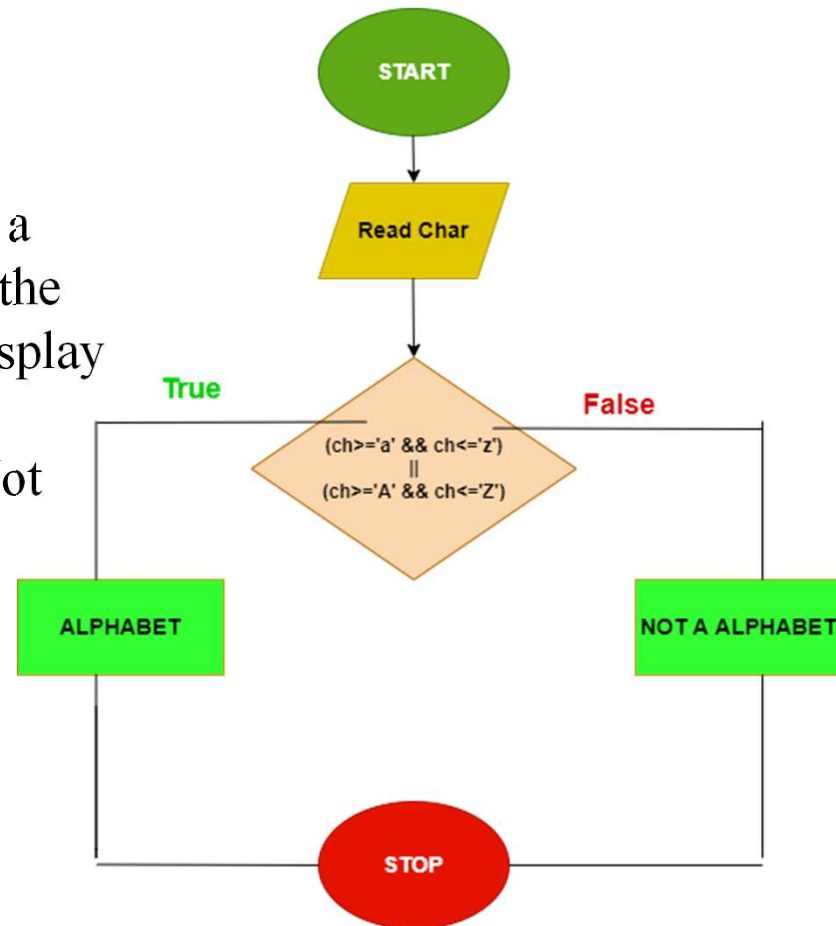 START
Read Char
a
the
splay
True
False
(ch>='a' && ch<='z')
||
(ch>='A' && ch<='Z')
ot
ALPHABET
NOT A ALPHABET
STOP